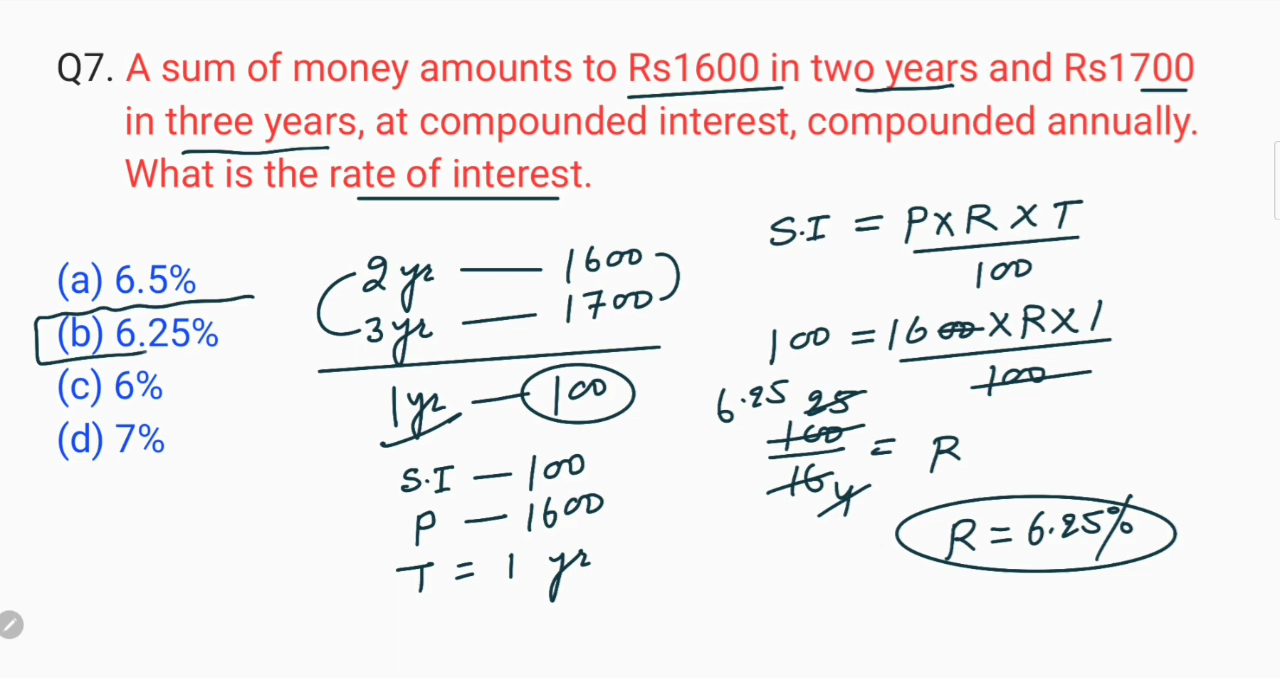 Q7. A sum of money amounts to Rs1600 in two years and Rs1700
in three years, at compounded interest, compounded annually.
What is the rate of interest.
(a) 6.5%
(b) 6.25%
(c) 6%
(d) 7%
2 yr — 1600
3 yr — 1700
1 yr — 100
S.I — 100
P — 1600
T = 1 yr
S.I = P×R×T
100
100 = 1600×R×1
100
6.25 25
100 = R
16 4
R = 6.25%